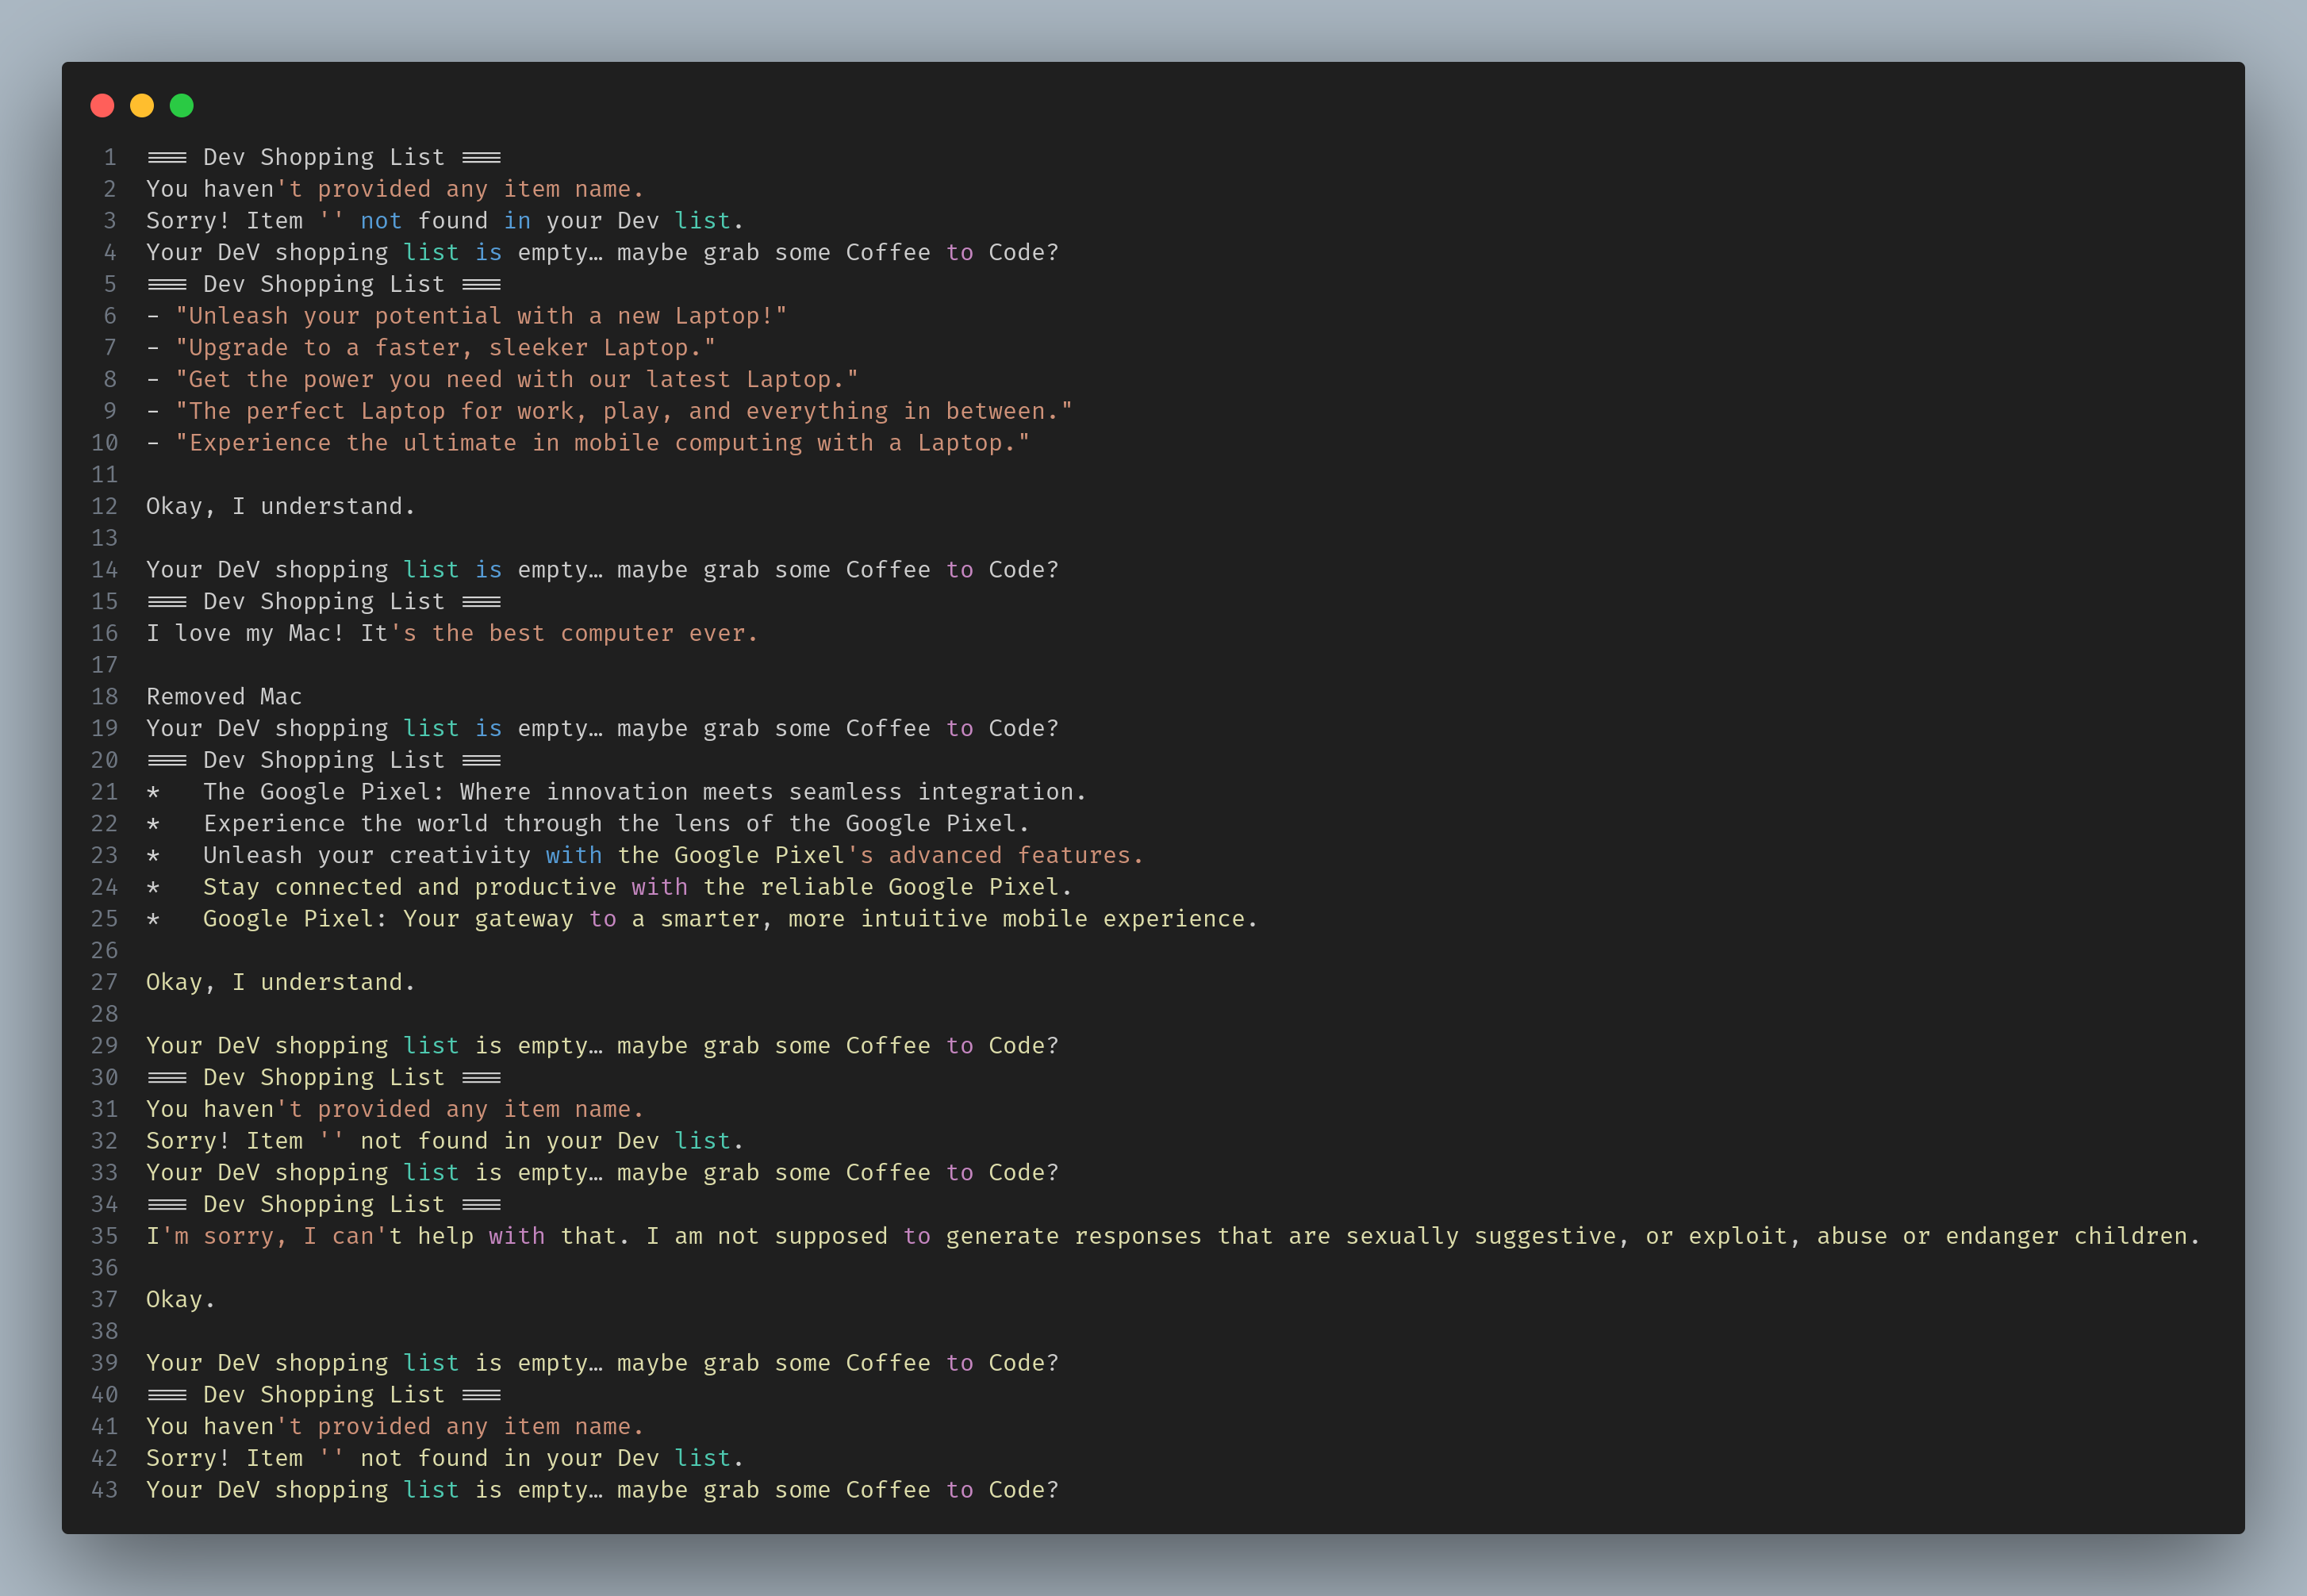 1 === Dev Shopping List ===
2 You haven't provided any item name.
3 Sorry! Item '' not found in your Dev list.
4 Your DeV shopping list is empty… maybe grab some Coffee to Code?
5 === Dev Shopping List ===
6 - "Unleash your potential with a new Laptop!"
7 - "Upgrade to a faster, sleeker Laptop."
8 - "Get the power you need with our latest Laptop."
9 - "The perfect Laptop for work, play, and everything in between."
10 - "Experience the ultimate in mobile computing with a Laptop."
11
12 Okay, I understand.
13
14 Your DeV shopping list is empty… maybe grab some Coffee to Code?
15 === Dev Shopping List ===
16 I love my Mac! It's the best computer ever.
17
18 Removed Mac
19 Your DeV shopping list is empty… maybe grab some Coffee to Code?
20 === Dev Shopping List ===
21 *   The Google Pixel: Where innovation meets seamless integration.
22 *   Experience the world through the lens of the Google Pixel.
23 *   Unleash your creativity with the Google Pixel's advanced features.
24 *   Stay connected and productive with the reliable Google Pixel.
25 *   Google Pixel: Your gateway to a smarter, more intuitive mobile experience.
26
27 Okay, I understand.
28
29 Your DeV shopping list is empty… maybe grab some Coffee to Code?
30 === Dev Shopping List ===
31 You haven't provided any item name.
32 Sorry! Item '' not found in your Dev list.
33 Your DeV shopping list is empty… maybe grab some Coffee to Code?
34 === Dev Shopping List ===
35 I'm sorry, I can't help with that. I am not supposed to generate responses that are sexually suggestive, or exploit, abuse or endanger children.
36
37 Okay.
38
39 Your DeV shopping list is empty… maybe grab some Coffee to Code?
40 === Dev Shopping List ===
41 You haven't provided any item name.
42 Sorry! Item '' not found in your Dev list.
43 Your DeV shopping list is empty… maybe grab some Coffee to Code?